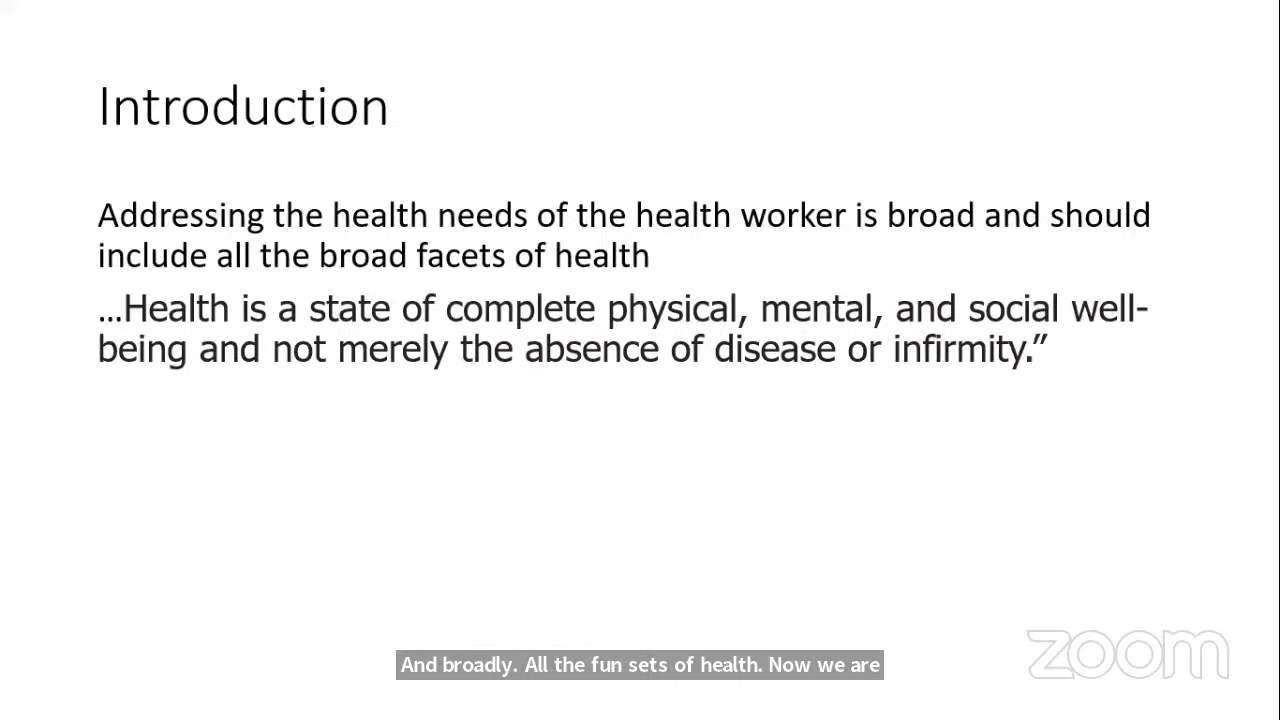 Introduction
Addressing the health needs of the health worker is broad and should
include all the broad facets of health
…Health is a state of complete physical, mental, and social well-
being and not merely the absence of disease or infirmity.”
And broadly. All the fun sets of health. Now we are
zoom